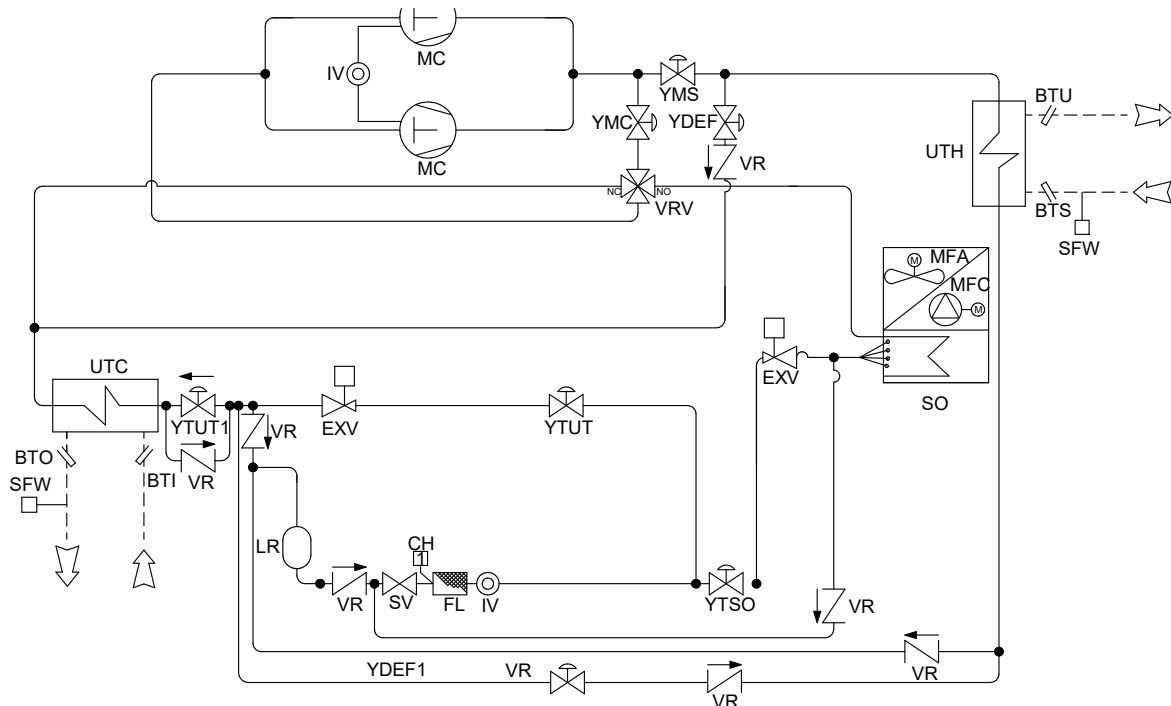 MC
IV
YMS
BTU
YMC
YDEF
MC
VR
UTH
NC
NO
VRV
BTS
SFW
M
MFA
MFC
M
UTC
EXV
SO
YTUT1
VR
EXV
YTUT
BTO
BTI
VR
SFW
LR
CH
1
VR
SV
FL
IV
YTSO
VR
YDEF1
VR
VR
VR